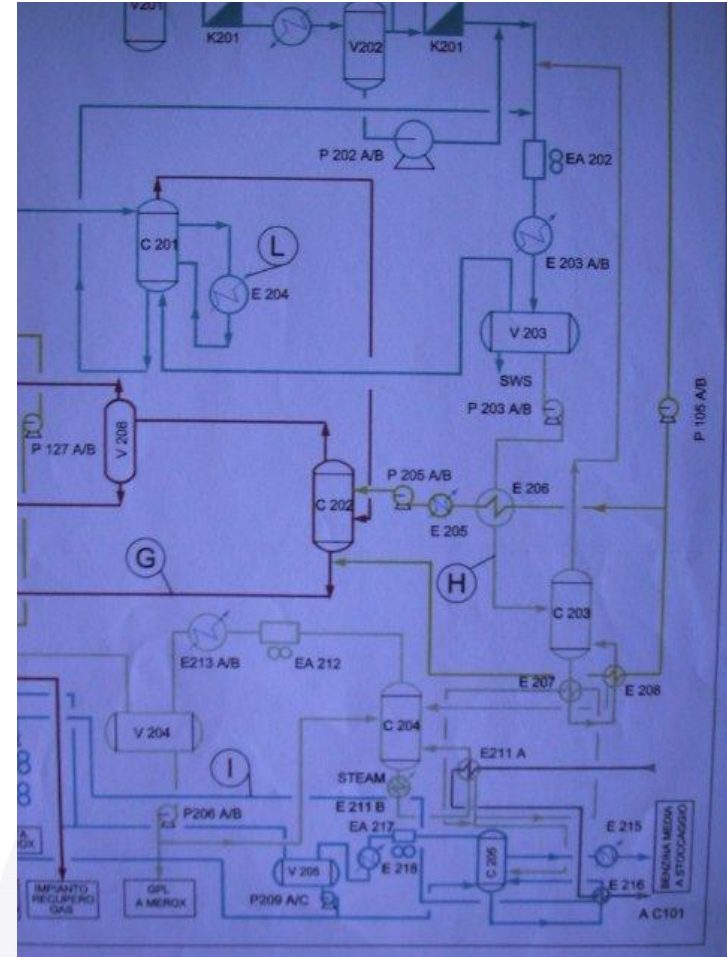 V201
K201
V202
K201
P 202 A/B
EA 202
C 201
L
E 204
E 203 A/B
V 203
SWS
P 203 A/B
P 105 A/B
P 127 A/B
V 208
P 205 A/B
E 206
C 202
E 205
G
H
C 203
E213 A/B
EA 212
E 207
E 208
C 204
V 204
E211 A
I
STEAM
E 211 B
P206 A/B
EA 217
E 215
BENZINA MEDIA
A STOCCAGGIO
V 205
E 218
C 205
E 216
IMPIANTO
RECUPERO
GAS
GPL
A MEROX
P209 A/C
A C101